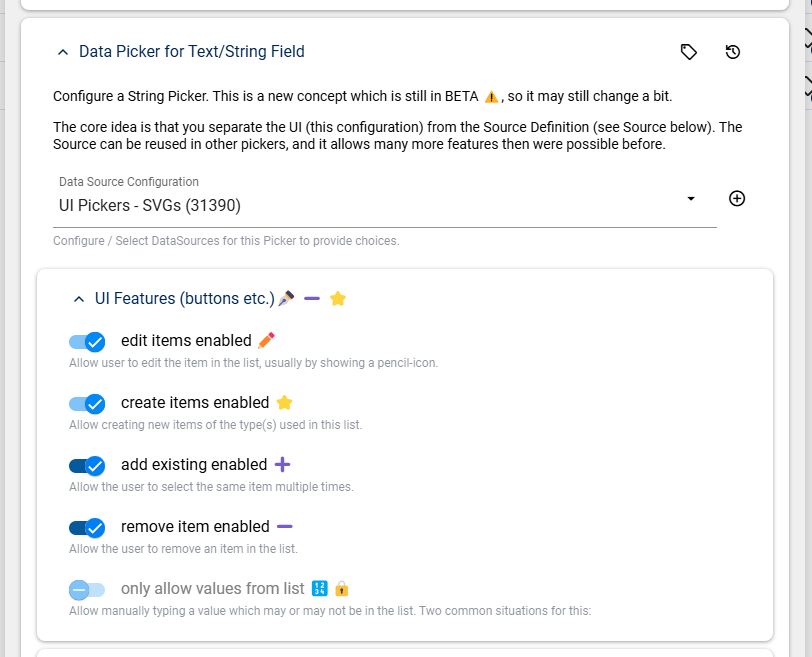 Data Picker for Text/String Field
Configure a String Picker. This is a new concept which is still in BETA ⚠️, so it may still change a bit.
The core idea is that you separate the UI (this configuration) from the Source Definition (see Source below). The
Source can be reused in other pickers, and it allows many more features then were possible before.
Data Source Configuration
UI Pickers - SVGs (31390)
Configure / Select DataSources for this Picker to provide choices.
UI Features (buttons etc.)
edit items enabled
Allow user to edit the item in the list, usually by showing a pencil-icon.
create items enabled
Allow creating new items of the type(s) used in this list.
add existing enabled
Allow the user to select the same item multiple times.
remove item enabled
Allow the user to remove an item in the list.
only allow values from list
Allow manually typing a value which may or may not be in the list. Two common situations for this: